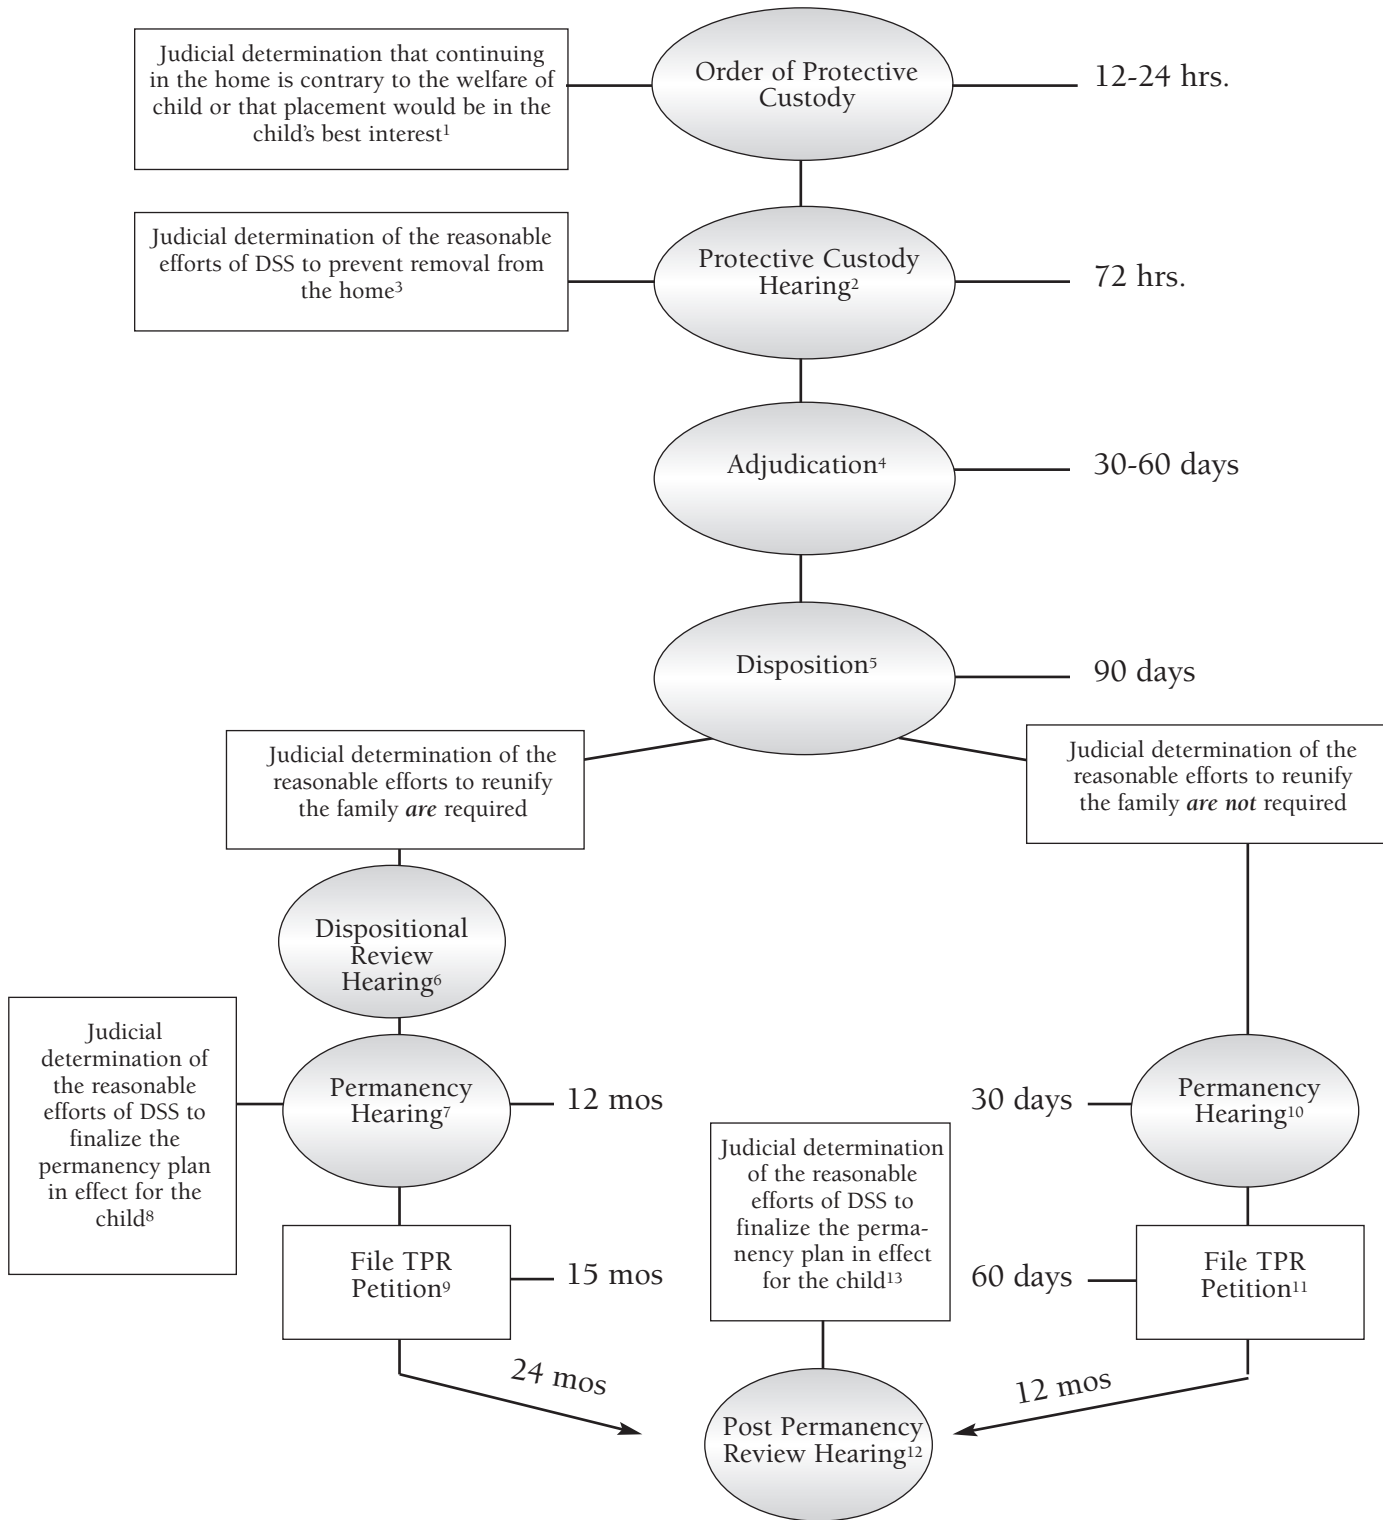 Judicial determination that continuing
in the home is contrary to the welfare of
child or that placement would be in the
child's best interest¹
Order of Protective
Custody
12-24 hrs.
Judicial determination of the reasonable
efforts of DSS to prevent removal from
the home³
Protective Custody
Hearing²
72 hrs.
Adjudication⁴
30-60 days
Disposition⁵
90 days
Judicial determination of the
reasonable efforts to reunify
the family are required
Judicial determination of the
reasonable efforts to reunify
the family are not required
Dispositional
Review
Hearing⁶
Judicial
determination of
the reasonable
efforts of DSS to
finalize the
permanency plan
in effect for the
child⁸
Permanency
Hearing⁷
12 mos
30 days
Permanency
Hearing¹⁰
Judicial determination
of the reasonable
efforts of DSS to
finalize the perma-
nency plan in effect
for the child¹³
File TPR
Petition⁹
15 mos
60 days
File TPR
Petition¹¹
24 mos
12 mos
Post Permanency
Review Hearing¹²